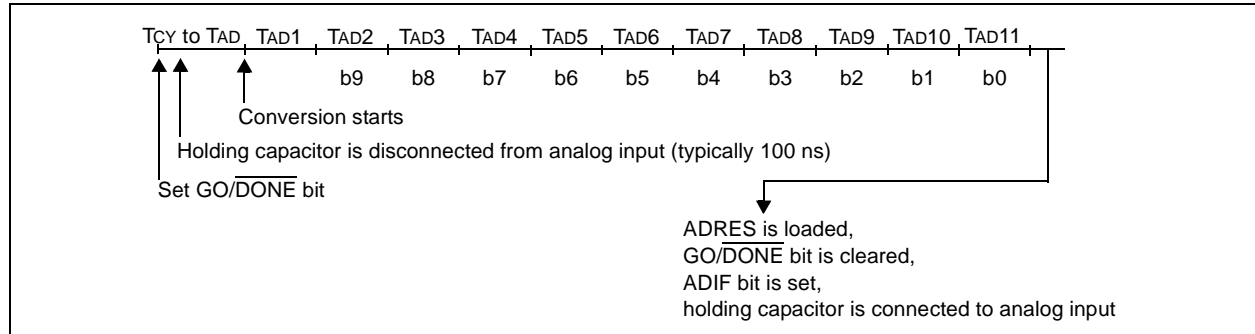 TCY to TAD TAD1 TAD2 TAD3 TAD4 TAD5 TAD6 TAD7 TAD8 TAD9 TAD10 TAD11
b9 b8 b7 b6 b5 b4 b3 b2 b1 b0
Conversion starts
Holding capacitor is disconnected from analog input (typically 100 ns)
Set GO/DONE bit
ADRES is loaded,
GO/DONE bit is cleared,
ADIF bit is set,
holding capacitor is connected to analog input